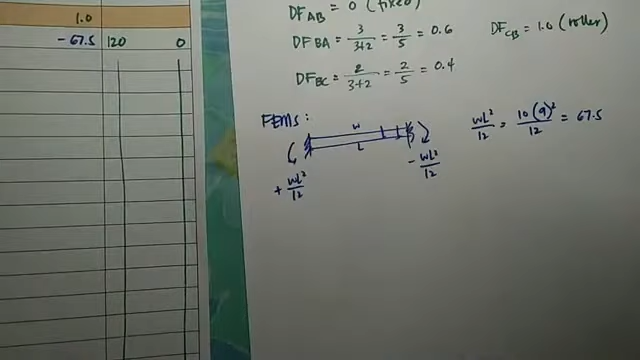 1.0
-67.5 120 0
DF_AB = 0 (fixed)
DF_BA = 3/(3+2) = 3/5 = 0.6
DF_CB = 1.0 (roller)
DF_BC = 2/(3+2) = 2/5 = 0.4
FEMs:
w
L
+ wL²/12
- wL²/12
wL²/12 = 10(9)²/12 = 67.5